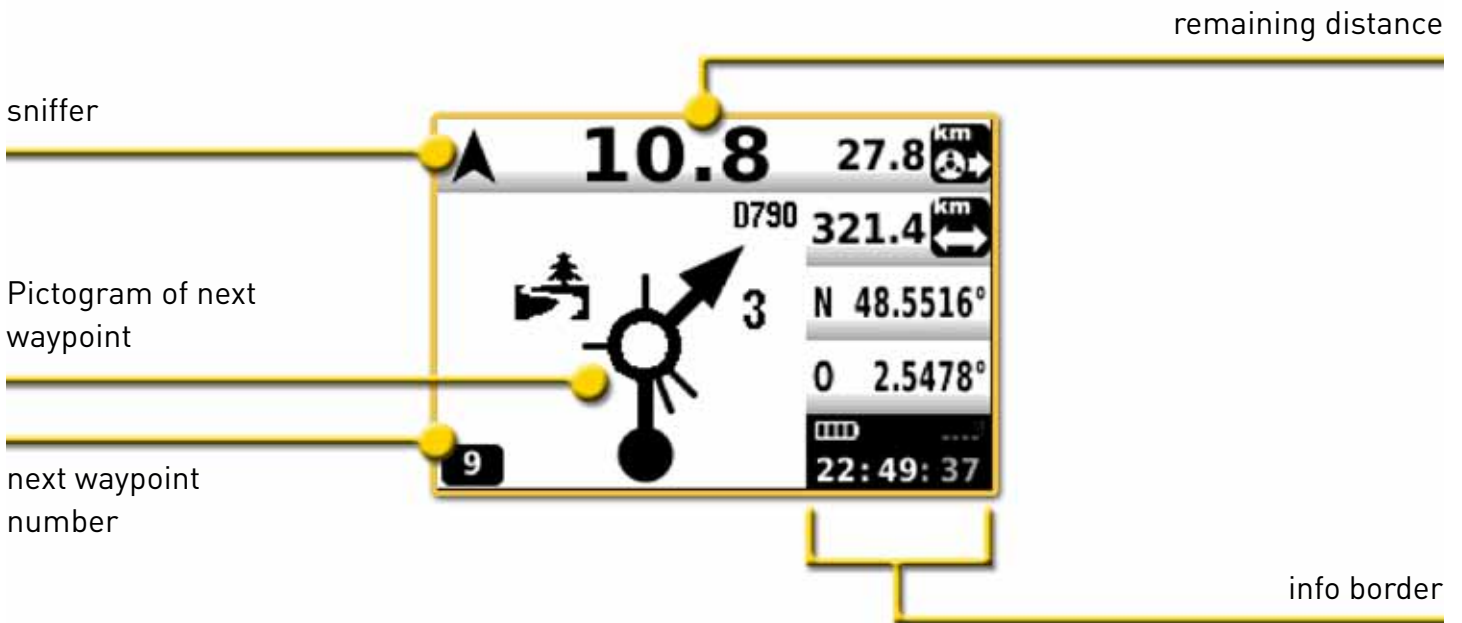 remaining distance
sniffer
10.8
27.8 km
D790
321.4 km
Pictogram of next
waypoint
3
N 48.5516°
O 2.5478°
9
22:49:37
next waypoint
number
info border